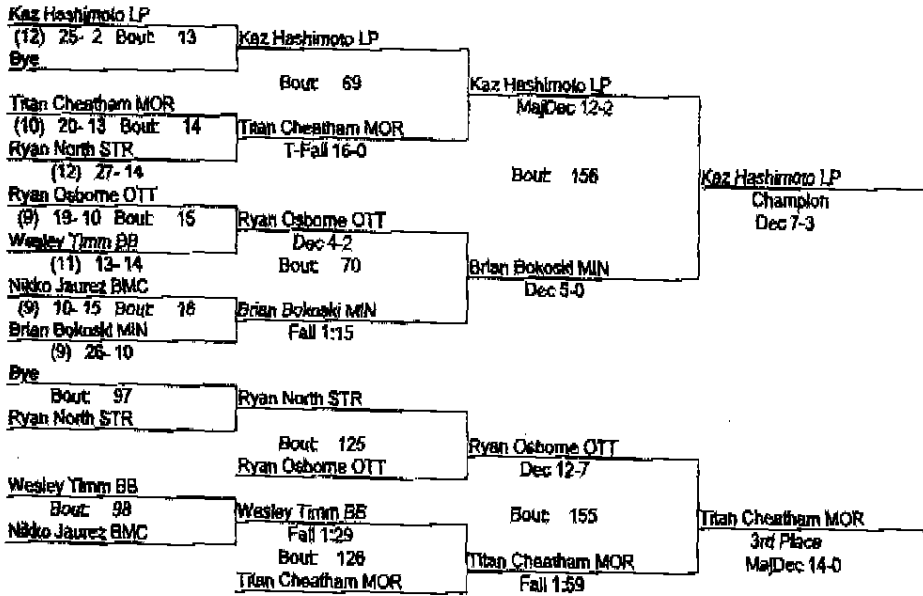 Kaz Hashimoto LP
(12) 25- 2 Bout: 13
Bye
Kaz Hashimoto LP
Bout: 69
Titan Cheatham MOR
(10) 20- 13 Bout: 14
Ryan North STR
(12) 27- 14
Titan Cheatham MOR
T-Fall 16-0
Kaz Hashimoto LP
MajDec 12-2
Bout: 156
Ryan Osborne OTT
(9) 19- 10 Bout: 15
Wesley Timm BB
(11) 13- 14
Ryan Osborne OTT
Dec 4-2
Bout: 70
Nikko Jaurez BMC
(9) 10- 15 Bout: 16
Brian Bokoski MIN
(9) 26- 10
Brian Bokoski MIN
Fall 1:15
Brian Bokoski MIN
Dec 5-0
Kaz Hashimoto LP
Champion
Dec 7-3
Bye
Bout: 97
Ryan North STR
Ryan North STR
Bout: 125
Ryan Osborne OTT
Ryan Osborne OTT
Dec 12-7
Bout: 155
Wesley Timm BB
Bout: 98
Nikko Jaurez BMC
Wesley Timm BB
Fall 1:29
Bout: 126
Titan Cheatham MOR
Titan Cheatham MOR
Fall 1:59
Titan Cheatham MOR
3rd Place
MajDec 14-0